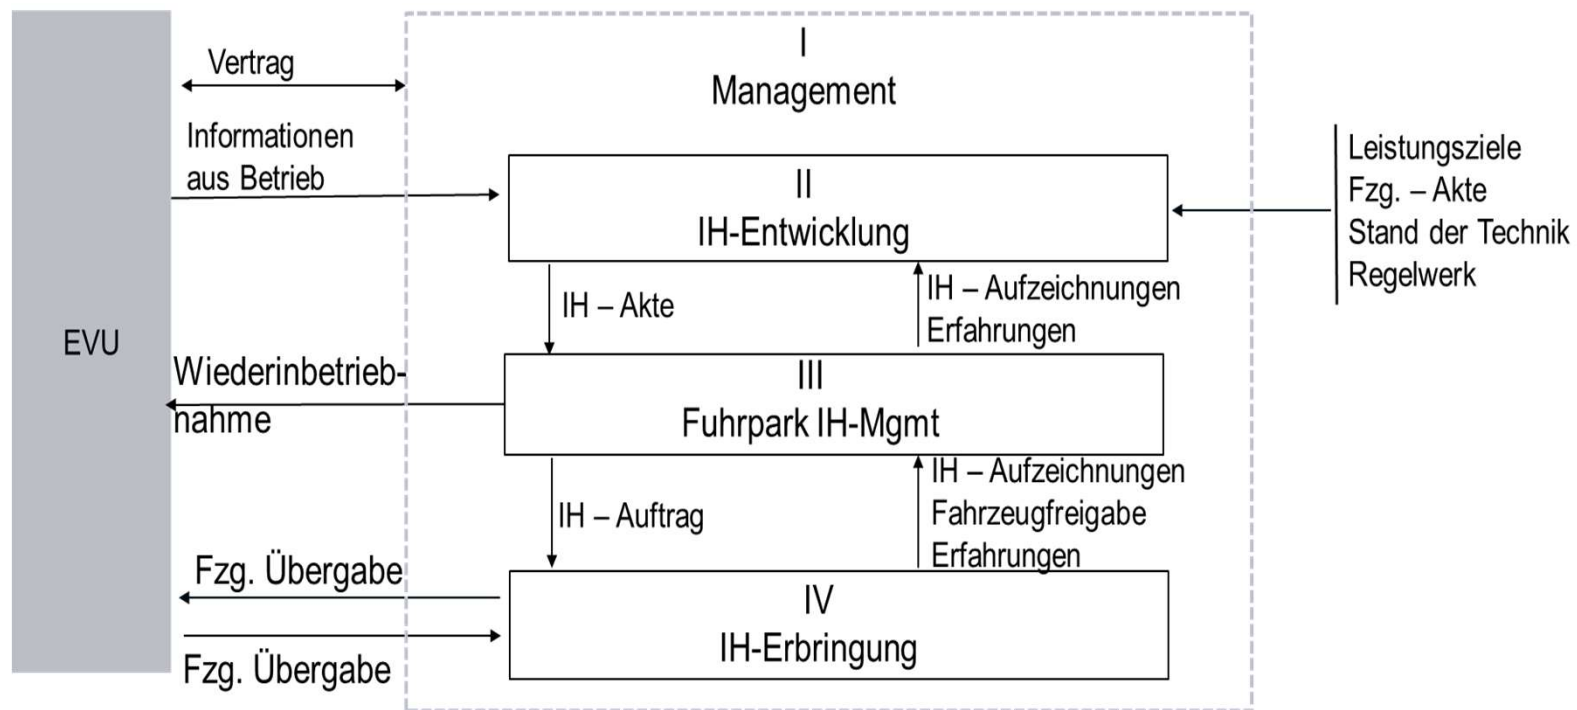 I
Management
Vertrag
Informationen
aus Betrieb
II
IH-Entwicklung
Leistungsziele
Fzg. – Akte
Stand der Technik
Regelwerk
IH – Akte
IH – Aufzeichnungen
Erfahrungen
EVU
Wiederinbetrieb-
nahme
III
Fuhrpark IH-Mgmt
IH – Auftrag
IH – Aufzeichnungen
Fahrzeugfreigabe
Erfahrungen
Fzg. Übergabe
Fzg. Übergabe
IV
IH-Erbringung